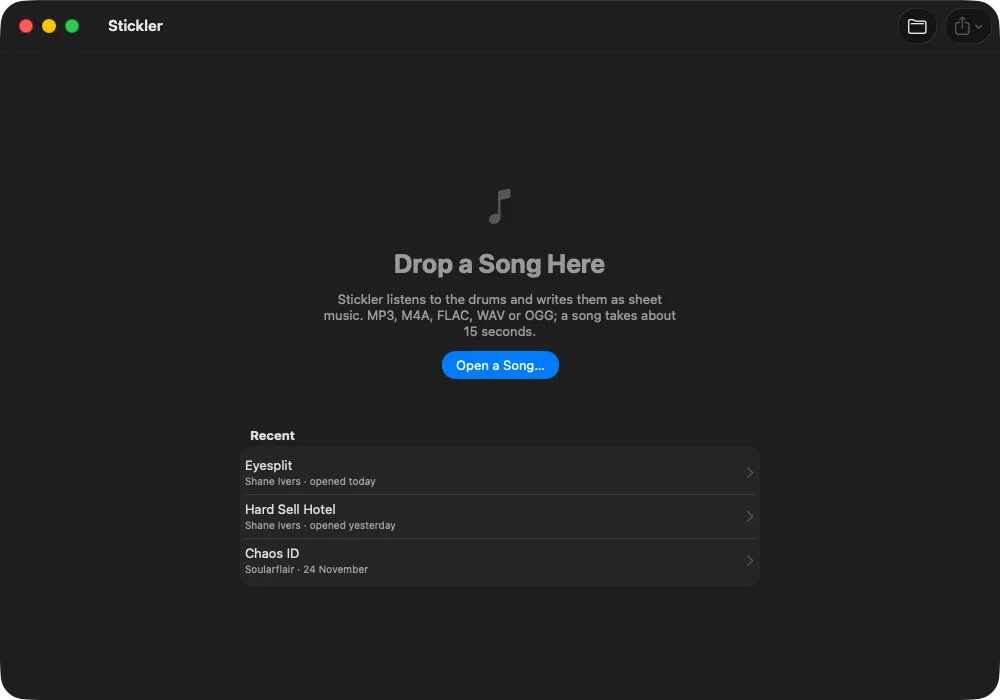 Stickler
Drop a Song Here
Stickler listens to the drums and writes them as sheet
music. MP3, M4A, FLAC, WAV or OGG; a song takes about
15 seconds.
Open a Song...
Recent
Eyesplit
Shane Ivers · opened today
Hard Sell Hotel
Shane Ivers · opened yesterday
Chaos ID
Soularflair · 24 November